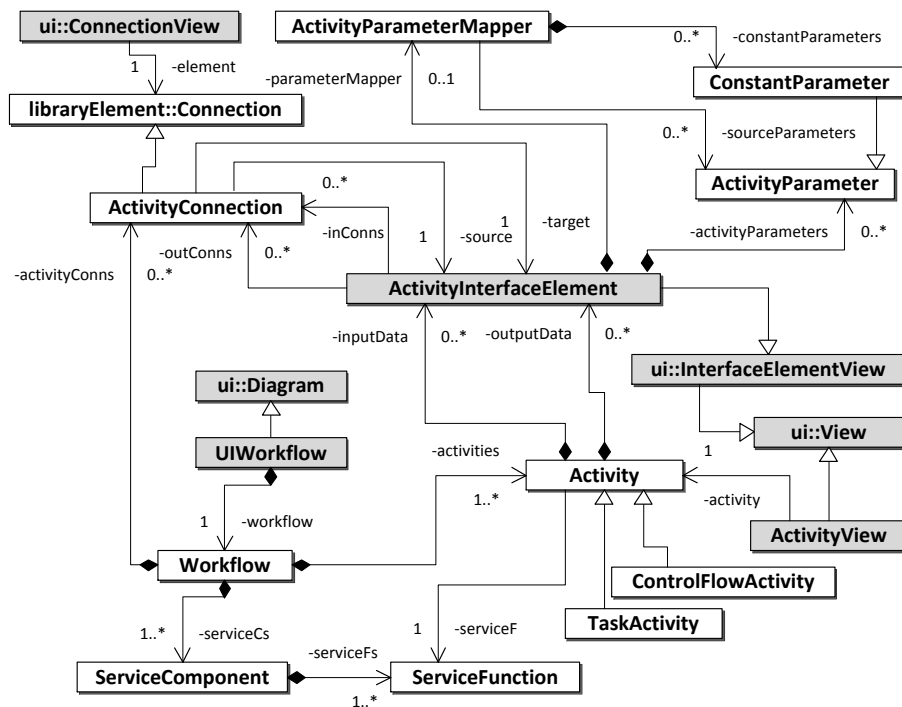 ui::ConnectionView
ActivityParameterMapper
0..*
-constantParameters
1
-element
-parameterMapper
0..1
ConstantParameter
libraryElement::Connection
0..*
-sourceParameters
0..*
ActivityParameter
ActivityConnection
-outConns
-inConns
1
-source
1
-target
-activityParameters
0..*
-activityConns
0..*
0..*
ActivityInterfaceElement
-inputData
0..*
-outputData
0..*
ui::InterfaceElementView
ui::Diagram
ui::View
UIWorkflow
-activities
1
Activity
1..*
-activity
1
-workflow
ActivityView
Workflow
ControlFlowActivity
TaskActivity
1..*
-serviceCs
1
-serviceF
-serviceFs
ServiceComponent
ServiceFunction
1..*